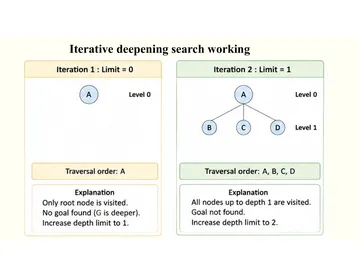 Iterative deepening search working
Iteration 1 : Limit = 0
A
Level 0
Traversal order: A
Explanation
Only root node is visited.
No goal found (G is deeper).
Increase depth limit to 1.
Iteration 2 : Limit = 1
A
Level 0
B
C
D
Level 1
Traversal order: A, B, C, D
Explanation
All nodes up to depth 1 are visited.
Goal not found.
Increase depth limit to 2.